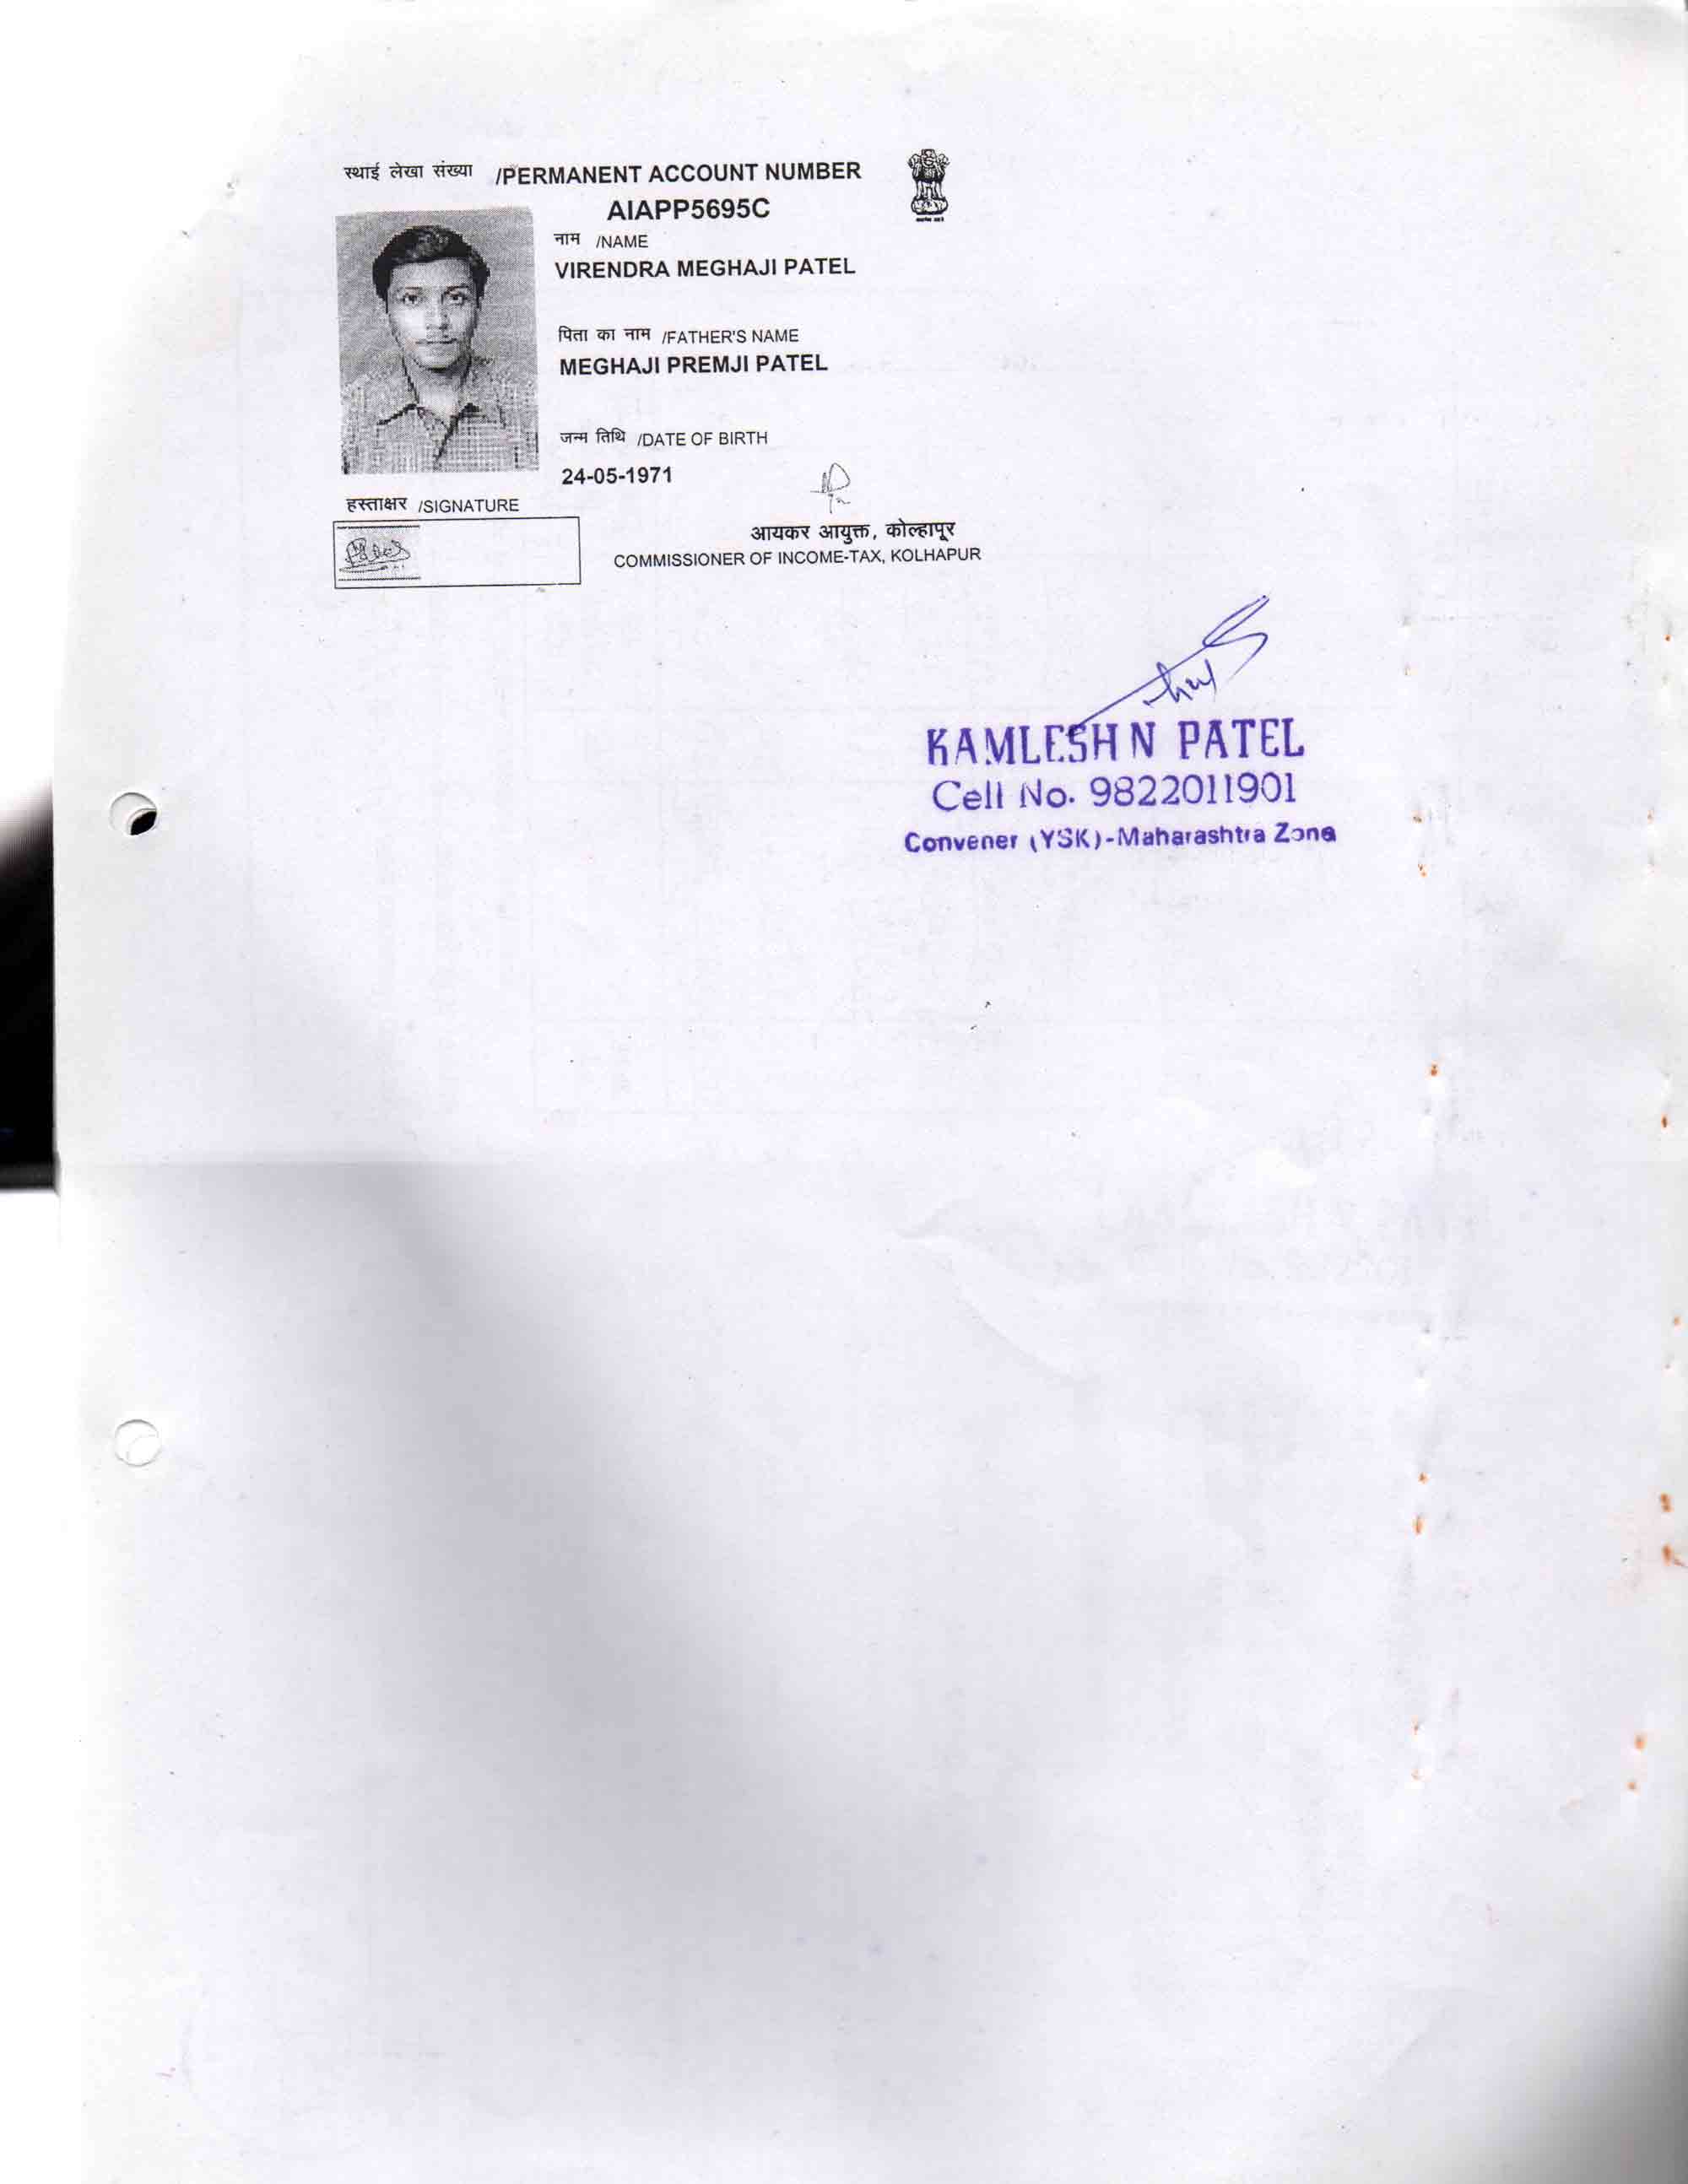 स्थाई लेखा संख्या /PERMANENT ACCOUNT NUMBER
AIAPP5695C
नाम /NAME
VIRENDRA MEGHAJI PATEL
पिता का नाम /FATHER'S NAME
MEGHAJI PREMJI PATEL
जन्म तिथि /DATE OF BIRTH
24-05-1971
हस्ताक्षर /SIGNATURE
आयकर आयुक्त, कोल्हापूर
COMMISSIONER OF INCOME-TAX, KOLHAPUR
KAMLESH N PATEL
Cell No. 9822011901
Convener (YSK)-Maharashtra Zone